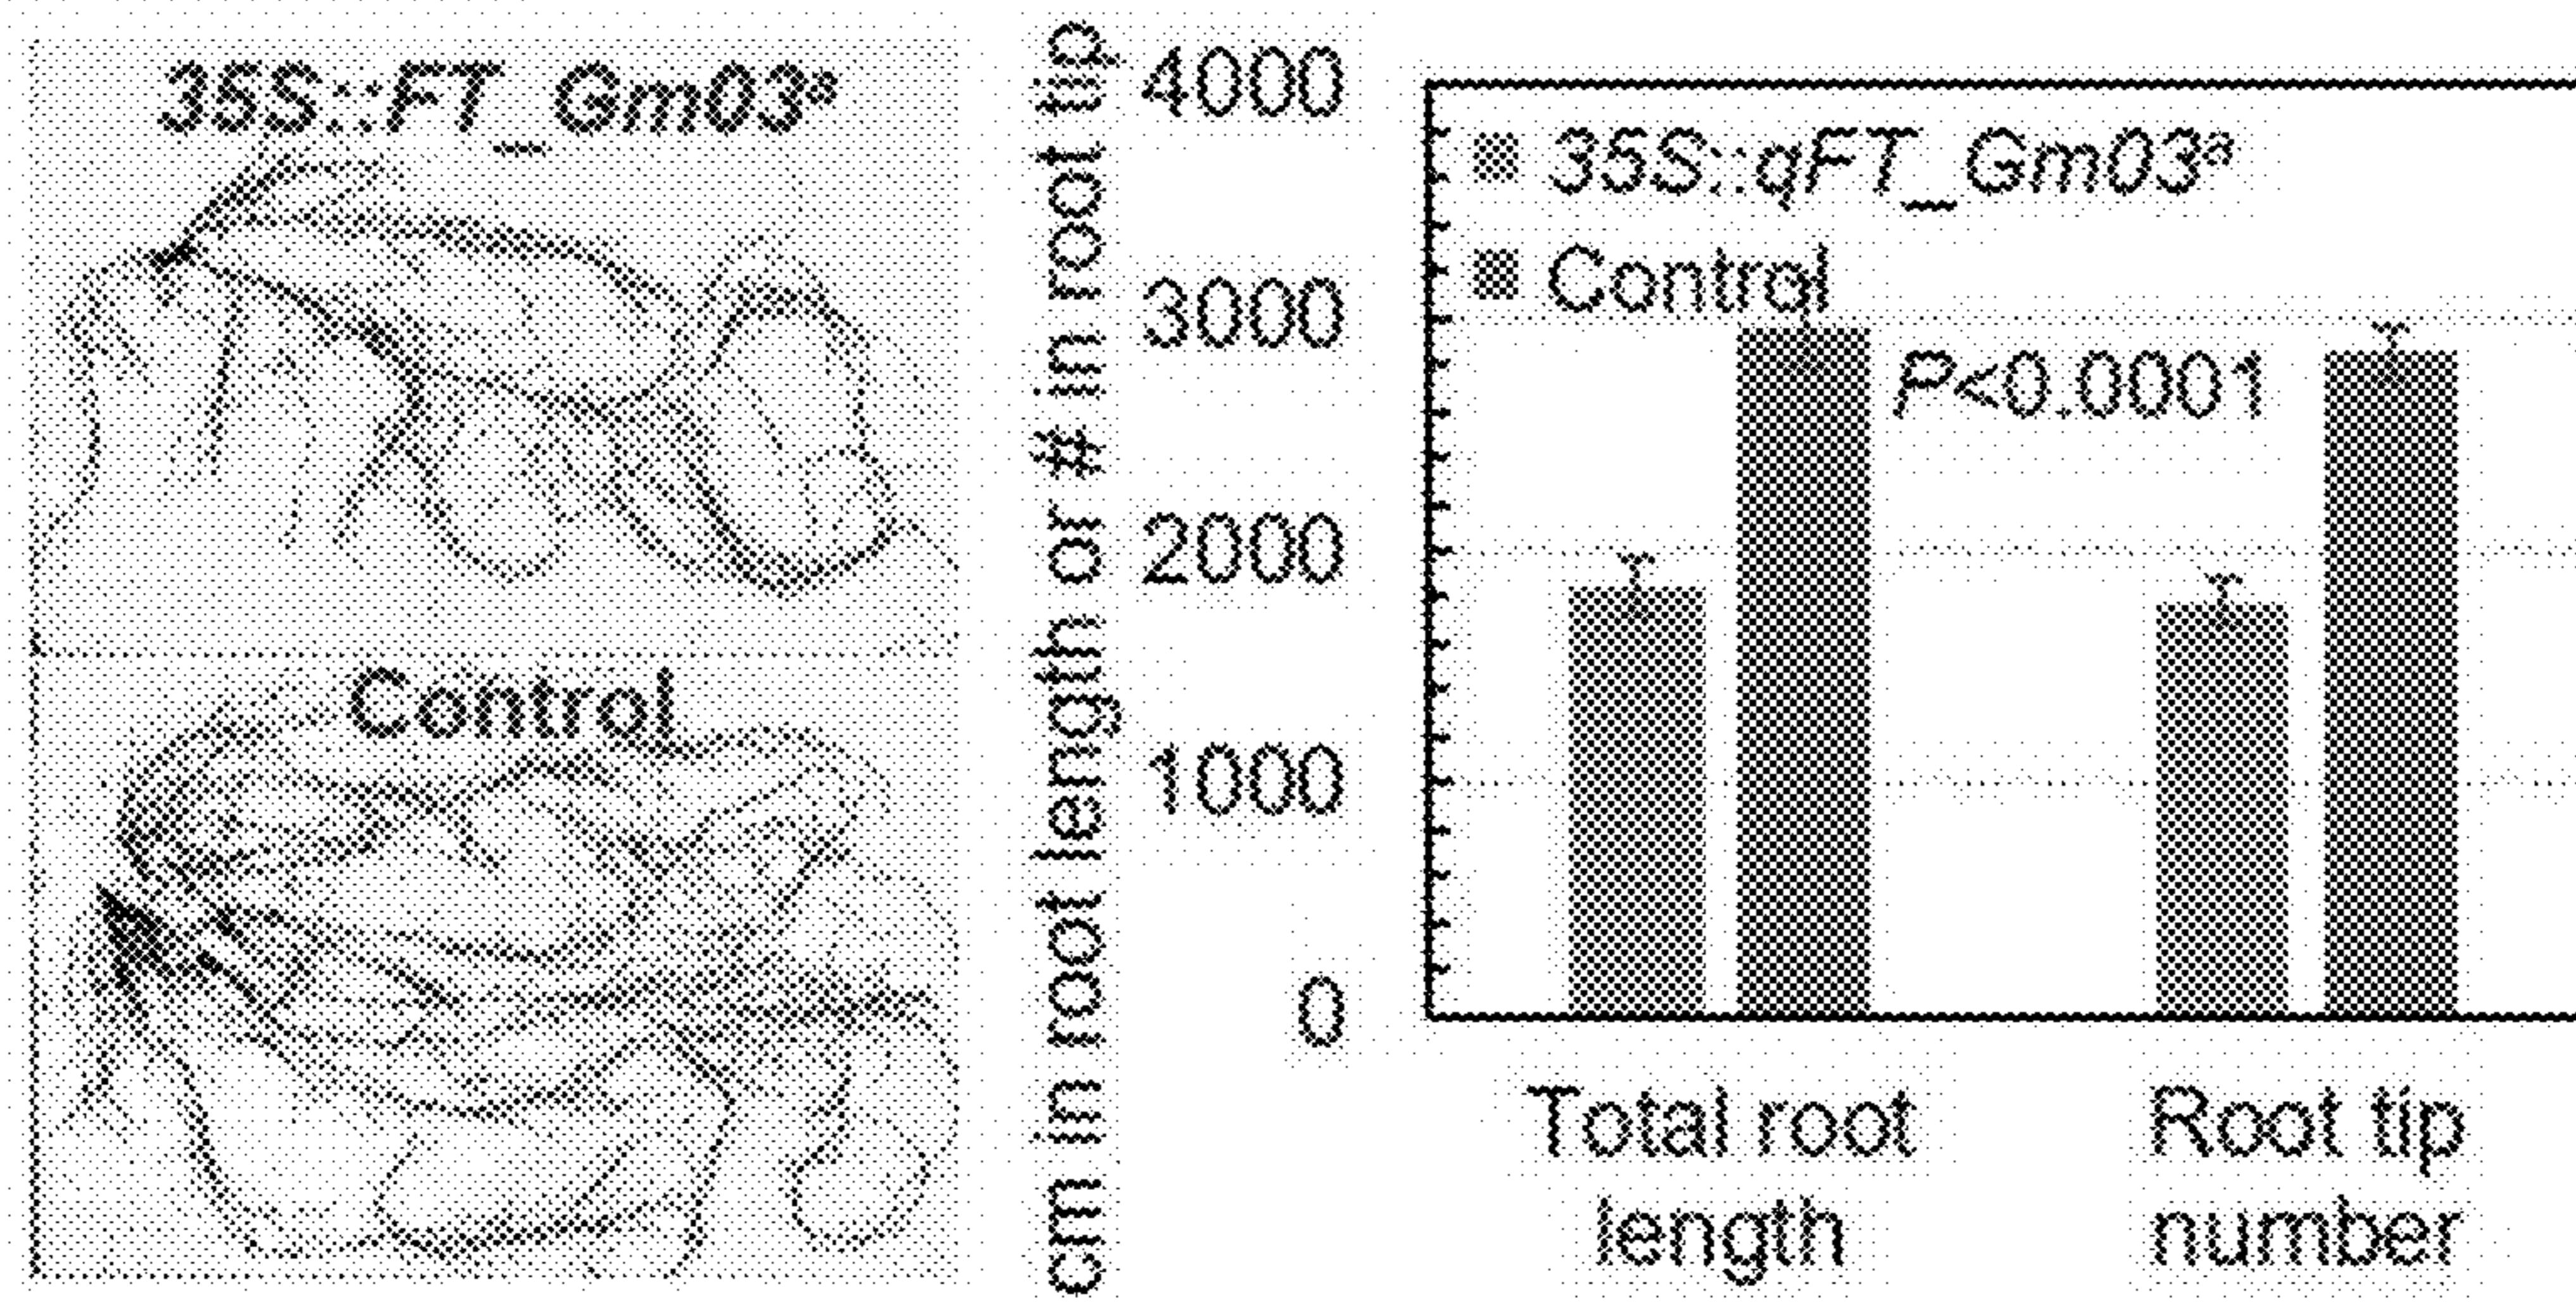 35S::FT_Gm03ᵃ
Control
cm in root length or # in root tip
4000
3000
2000
1000
0
35S::qFT_Gm03ᵃ
Control
P<0.0001
Total root
length
Root tip
number